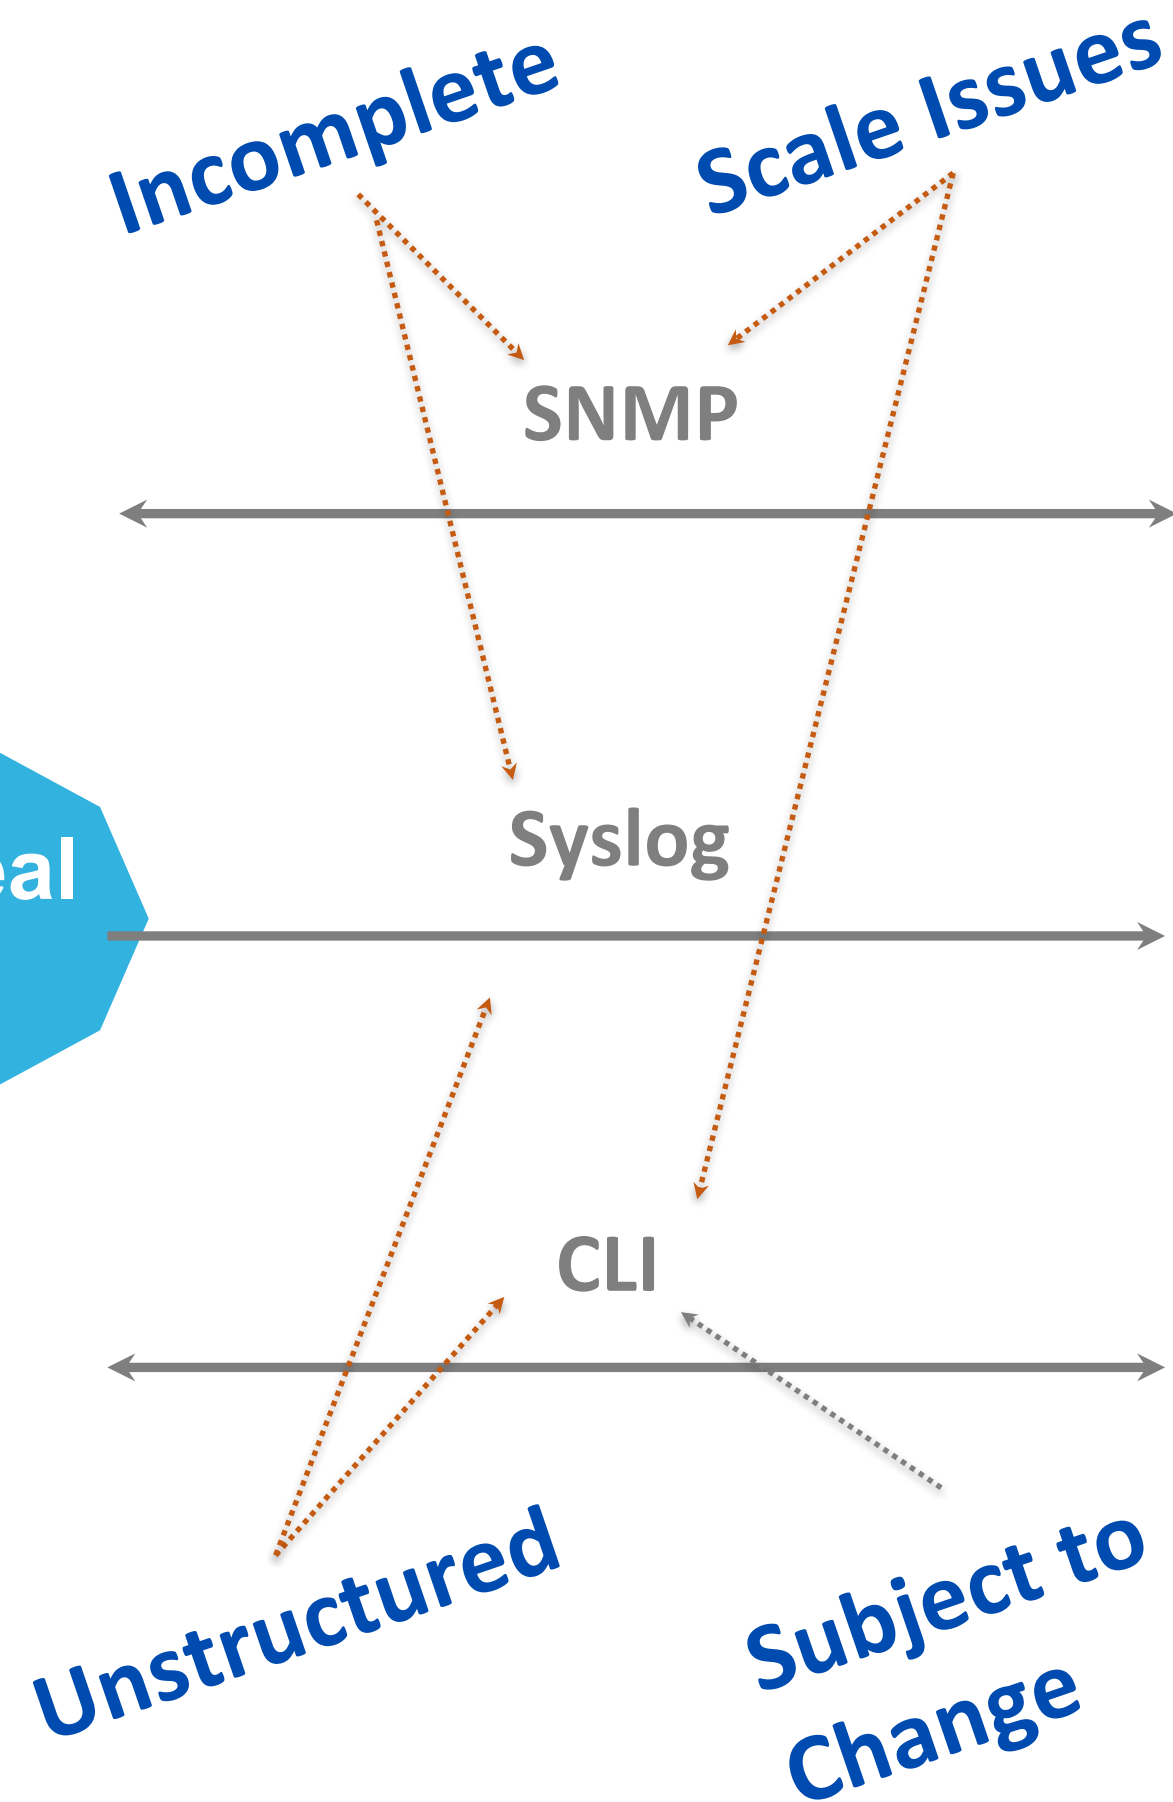 Incomplete
Scale Issues
SNMP
Syslog
CLI
Unstructured
Subject to
Change